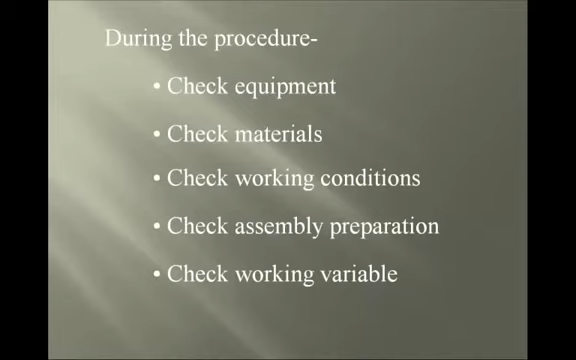 During the procedure-
• Check equipment
• Check materials
• Check working conditions
• Check assembly preparation
• Check working variable